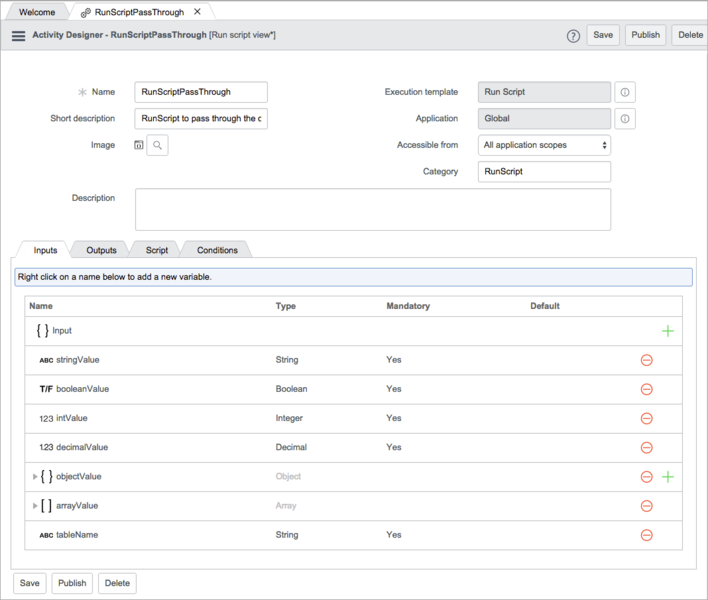 Welcome
RunScriptPassThrough
Activity Designer - RunScriptPassThrough [Run script view*]
Save
Publish
Delete
Name
RunScriptPassThrough
Execution template
Run Script
Short description
RunScript to pass through the c
Application
Global
Image
Accessible from
All application scopes
Category
RunScript
Description
Inputs
Outputs
Script
Conditions
Right click on a name below to add a new variable.
Name Type Mandatory Default
{ } Input
ABC stringValue String Yes
T/F booleanValue Boolean Yes
123 intValue Integer Yes
1.23 decimalValue Decimal Yes
{ } objectValue Object
[ ] arrayValue Array
ABC tableName String Yes
Save
Publish
Delete